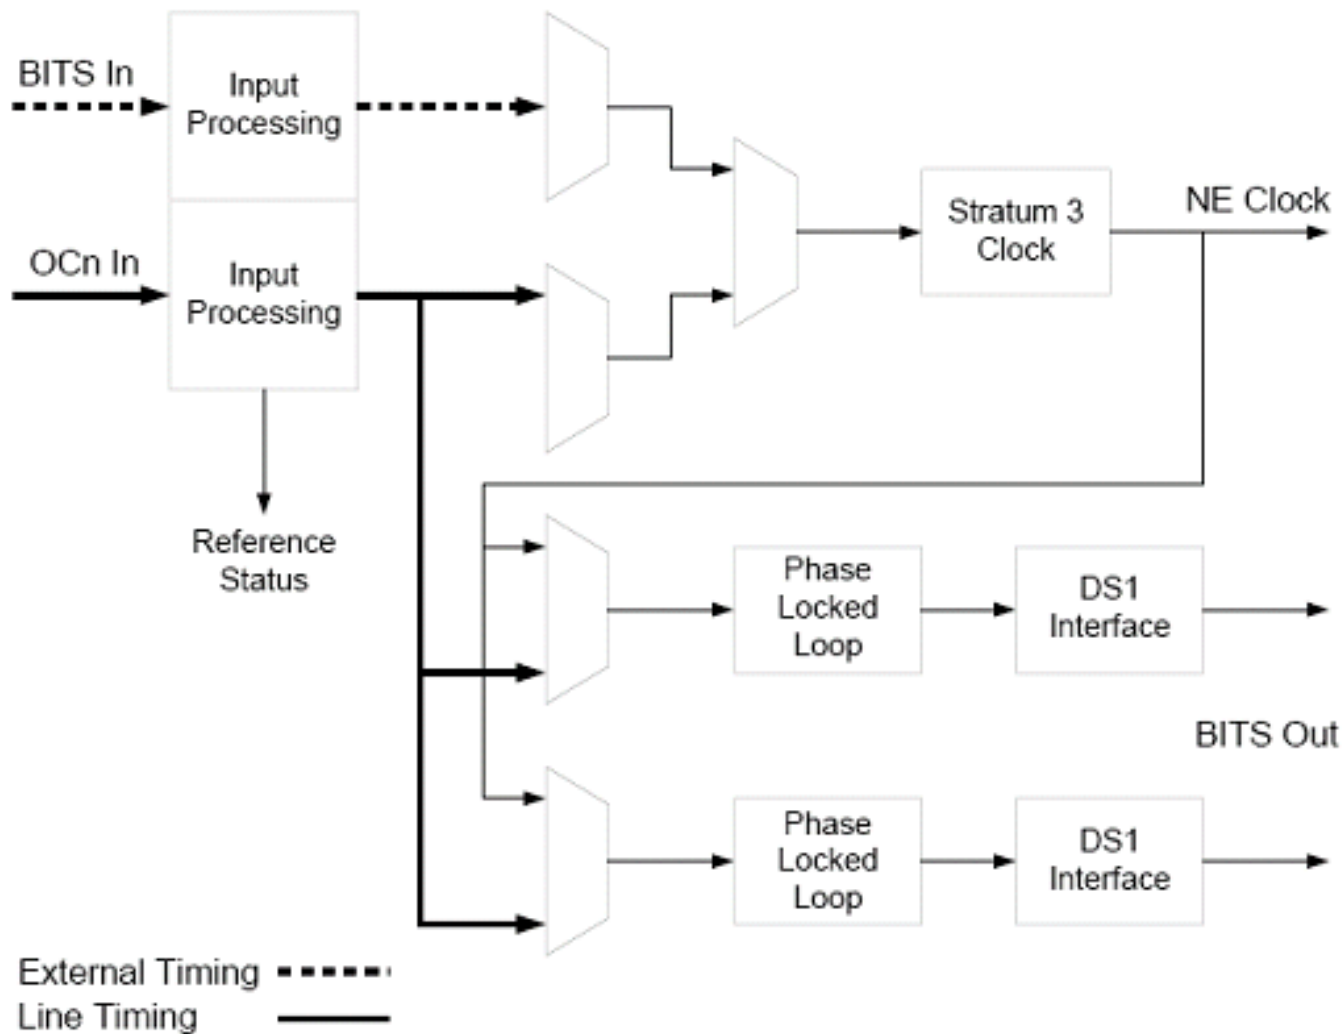 BITS In
Input
Processing
OCn In
Input
Processing
Stratum 3
Clock
NE Clock
Reference
Status
Phase
Locked
Loop
DS1
Interface
BITS Out
Phase
Locked
Loop
DS1
Interface
External Timing
Line Timing